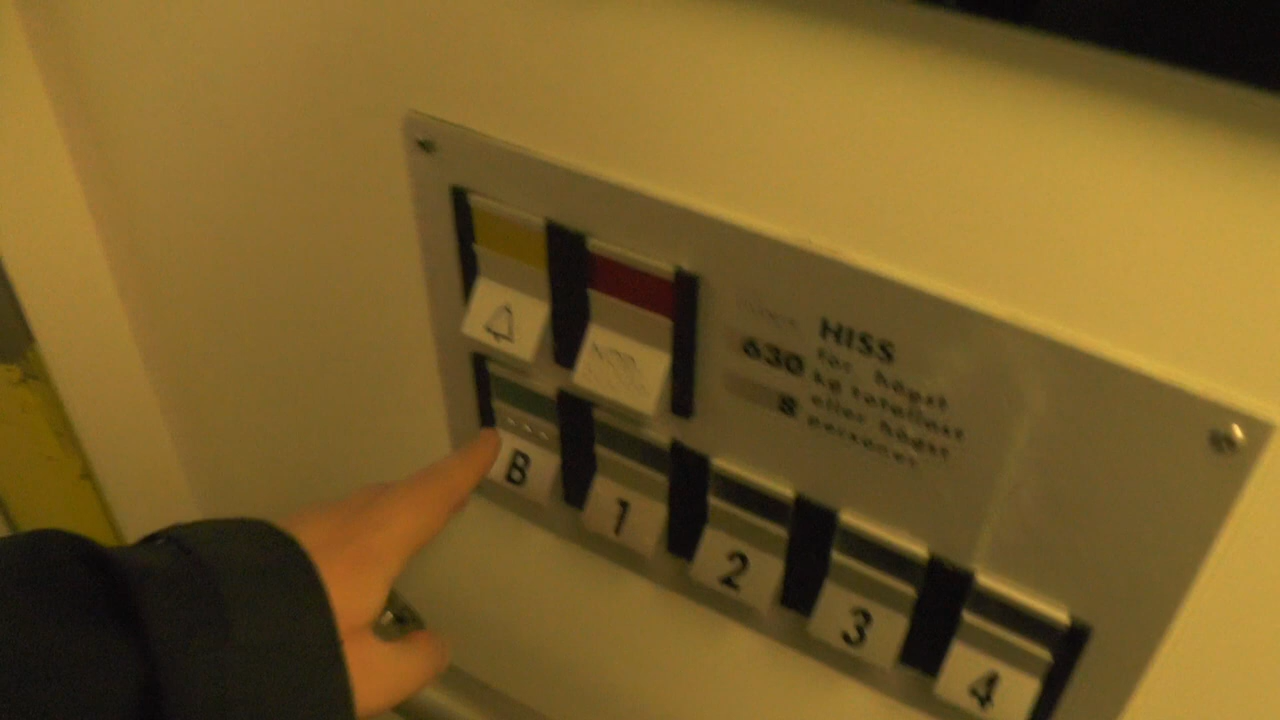 HISS
för högst
630 kg totallast
eller högst
8 personer
B
1
2
3
4